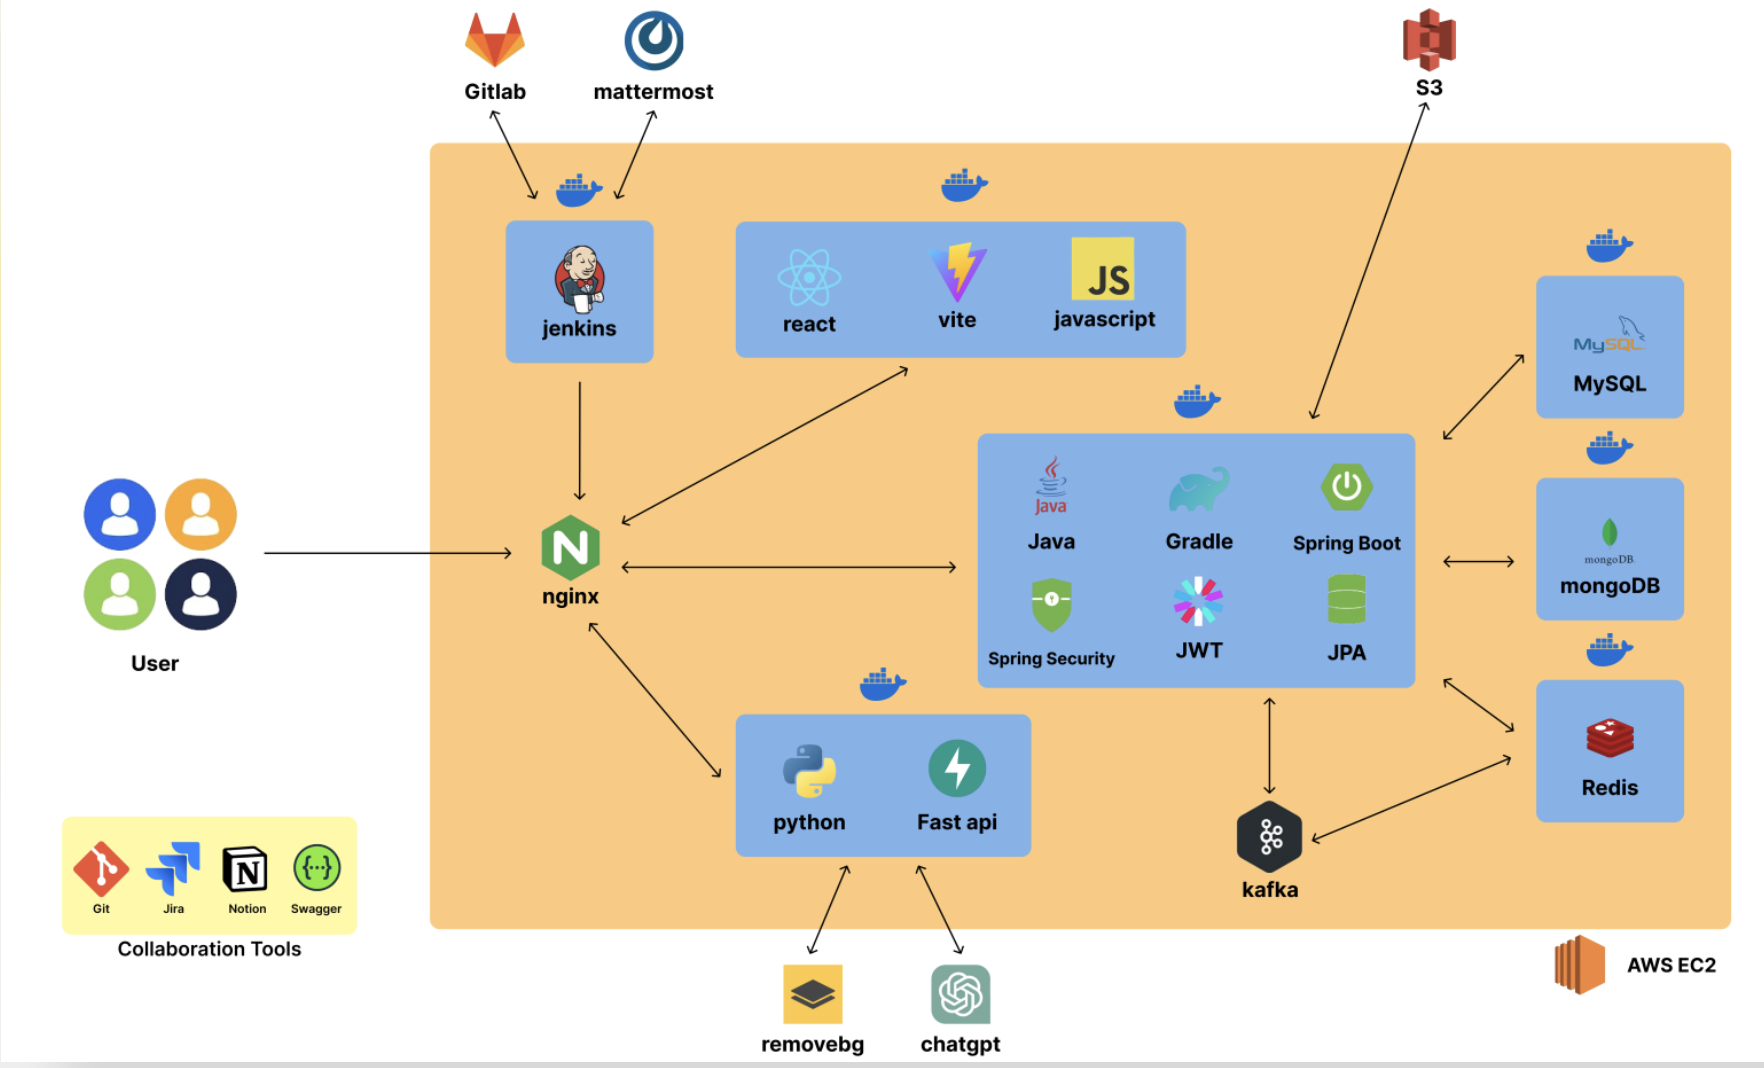 Gitlab
mattermost
S3
jenkins
react
vite
JS
javascript
MySQL
MySQL
Java
Java
Gradle
Spring Boot
mongoDB
mongoDB
N
nginx
Spring Security
JWT
JPA
User
python
Fast api
Redis
kafka
N
{...}
Git
Jira
Notion
Swagger
Collaboration Tools
AWS EC2
removebg
chatgpt